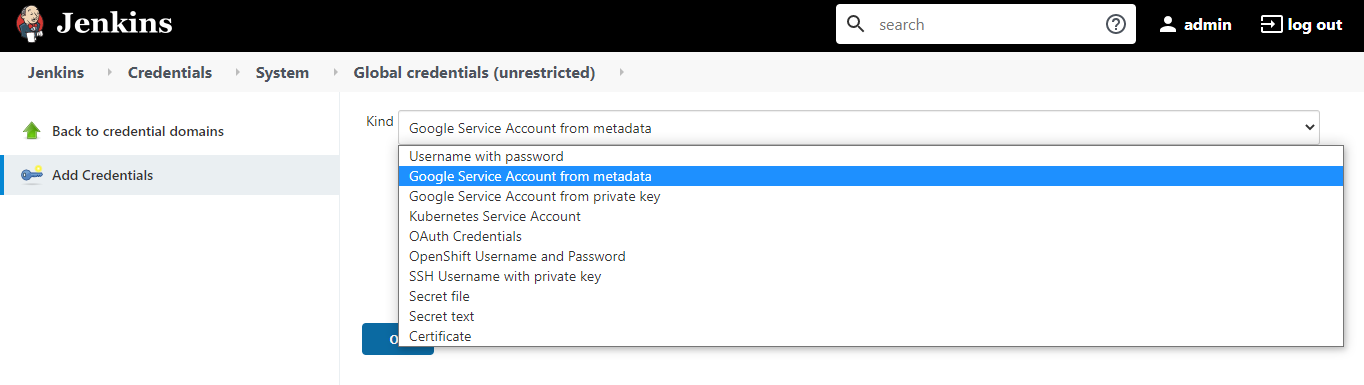 Jenkins
search
admin
log out
Jenkins Credentials System Global credentials (unrestricted)
Back to credential domains
Add Credentials
Kind
Google Service Account from metadata
Username with password
Google Service Account from metadata
Google Service Account from private key
Kubernetes Service Account
OAuth Credentials
OpenShift Username and Password
SSH Username with private key
Secret file
Secret text
Certificate